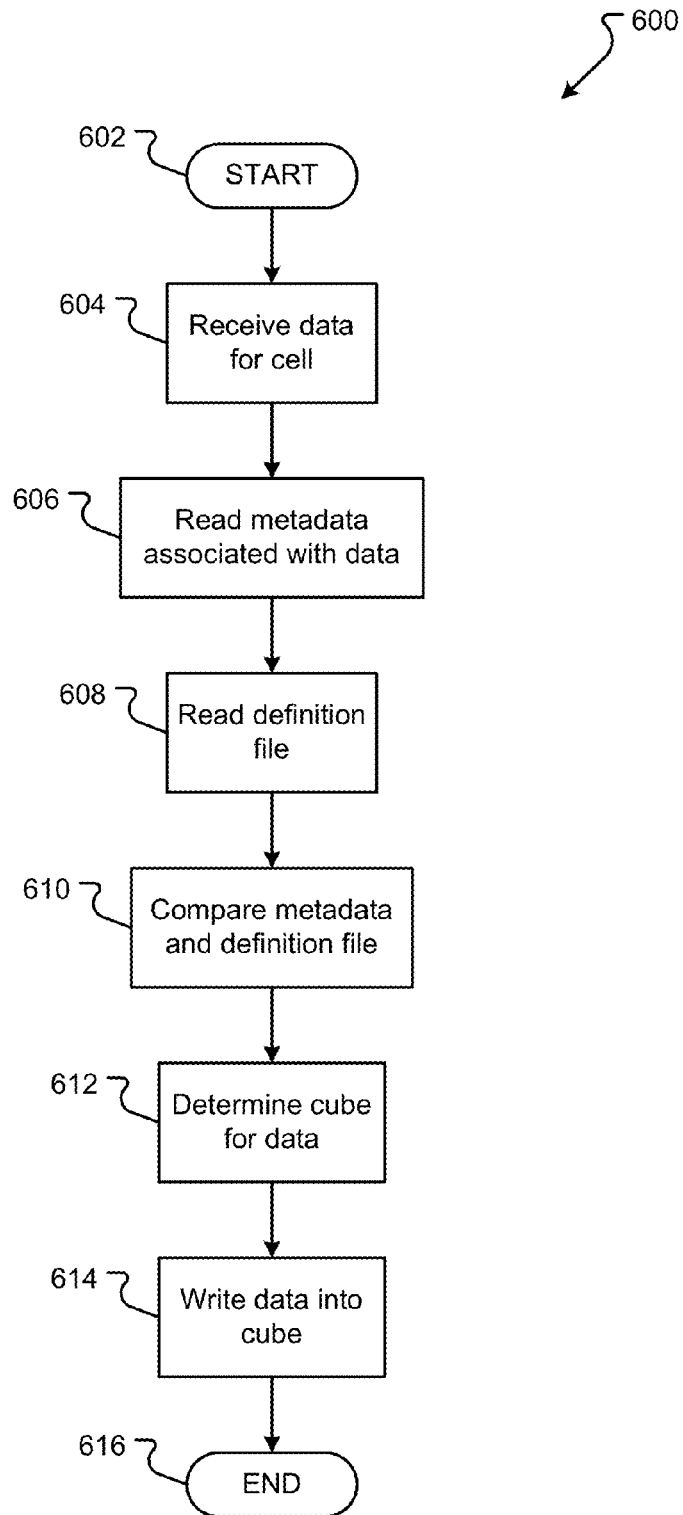 600
602
START
604
Receive data
for cell
606
Read metadata
associated with data
608
Read definition
file
610
Compare metadata
and definition file
612
Determine cube
for data
614
Write data into
cube
616
END